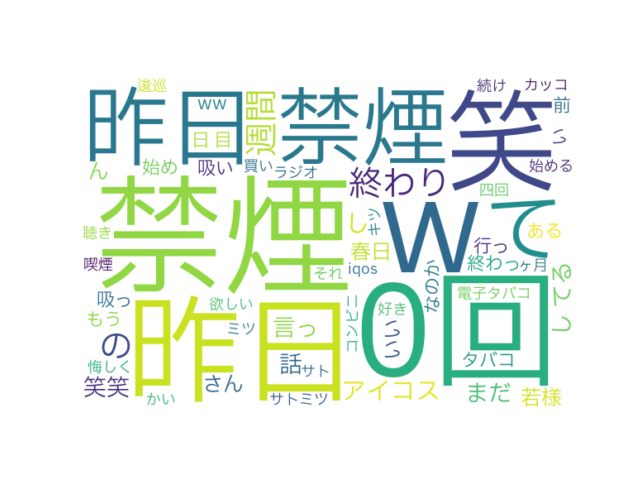 逡巡
ww
週間
続け
カッコ
昨日
禁煙
笑
日目
前
い
ん
始め
吸い
買い
ラジオ
終わり
四回
始める
禁煙
w
て
聴き
し
キツ
春日
行っ
ある
喫煙
それ
iqos
終わっ
ヶ月
なのか
してる
吸っ
昨日
欲しい
0回
電子タバコ
もう
ミツ
言っ
コンビニ
好き
いい
の
タバコ
悔しく
話
サト
笑笑
さん
アイコス
まだ
若様
かい
サトミツ